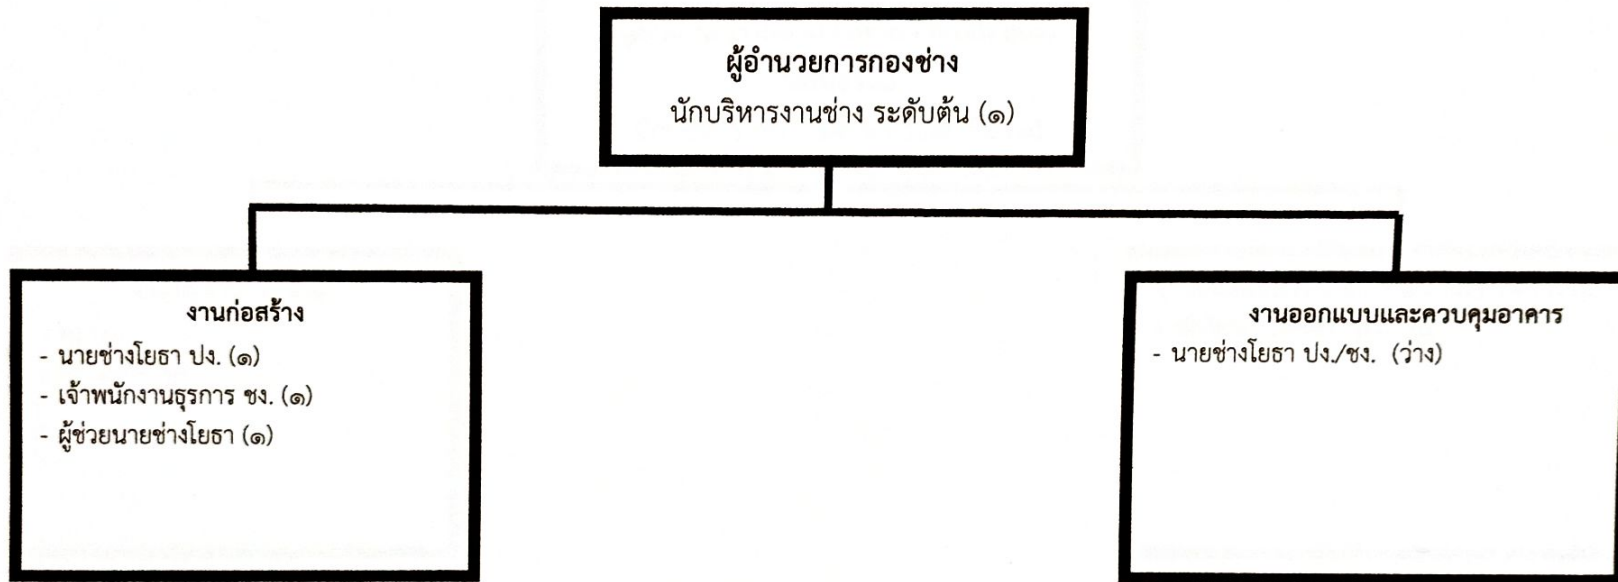 ผู้อำนวยการกองช่าง
นักบริหารงานช่าง ระดับต้น (๑)
งานก่อสร้าง
- นายช่างโยธา ปง. (๑)
- เจ้าพนักงานธุรการ ชง. (๑)
- ผู้ช่วยนายช่างโยธา (๑)
งานออกแบบและควบคุมอาคาร
- นายช่างโยธา ปง./ชง. (ว่าง)